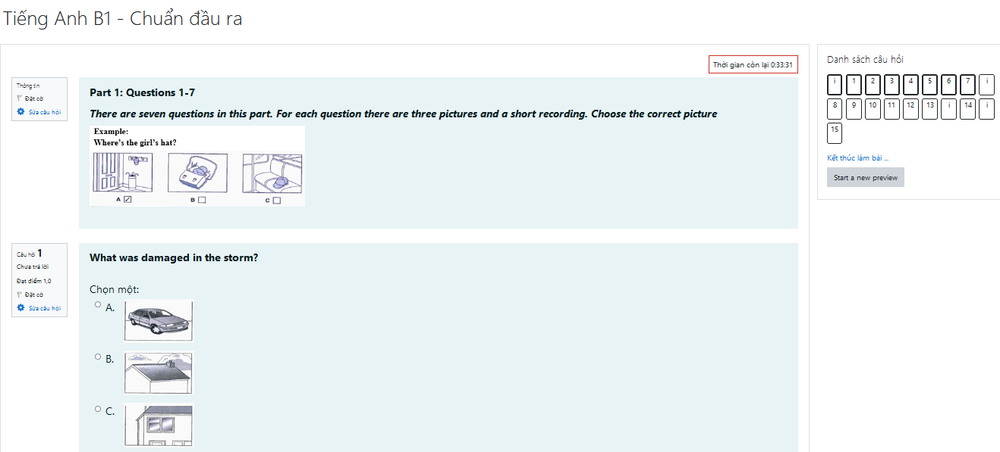 Tiếng Anh B1 - Chuẩn đầu ra
Thời gian còn lại 0:33:31
Thông tin
Đặt cờ
Sửa câu hỏi
Part 1: Questions 1-7
There are seven questions in this part. For each question there are three pictures and a short recording. Choose the correct picture
Example:
Where's the girl's hat?
A
B
C
Câu hỏi 1
Chưa trả lời
Đạt điểm 1,0
Đặt cờ
Sửa câu hỏi
What was damaged in the storm?
Chọn một:
A.
B.
C.
Danh sách câu hỏi
i 1 2 3 4 5 6 7 i
8 9 10 11 12 13 i 14 i
15
Kết thúc làm bài ...
Start a new preview